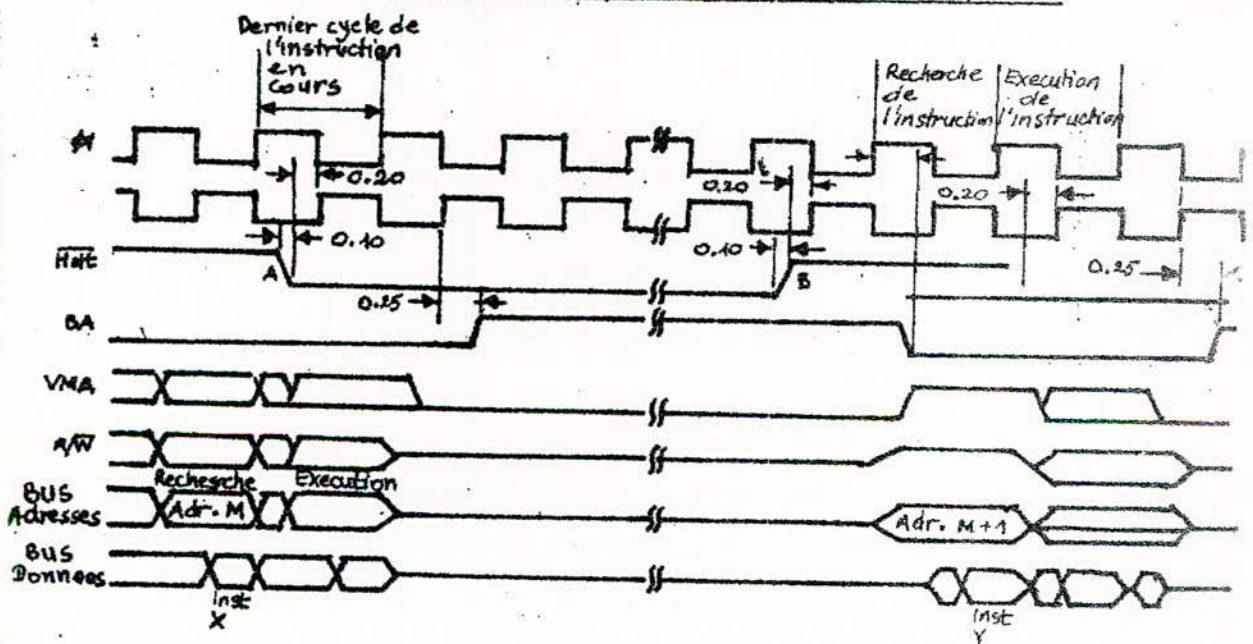 Dernier cycle de
l'instruction
en
cours
Recherche
de
l'instruction
Execution
de
l'instruction
0.20
0.20
0.20
0.10
0.10
0.25
Halt
A
B
0.25
BA
VMA
R/W
Recherche
Execution
BUS
Adresses
Adr. M
Adr. M+1
BUS
Donnees
inst
X
inst
Y